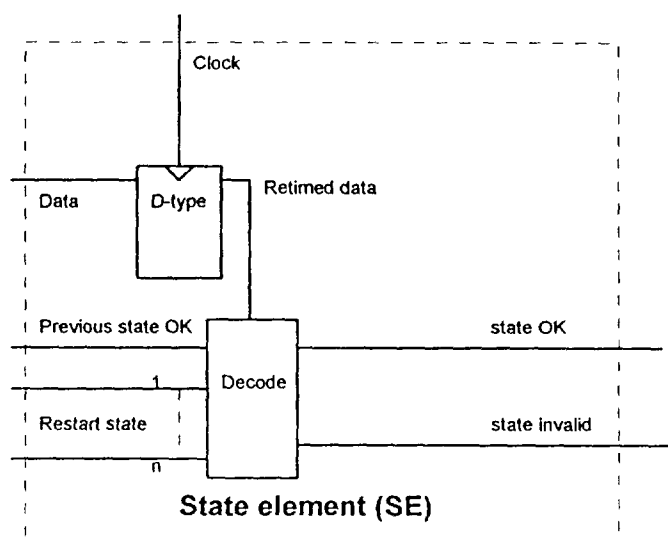 Clock
Data
D-type
Retimed data
Previous state OK
state OK
1
Decode
Restart state
state invalid
n
State element (SE)